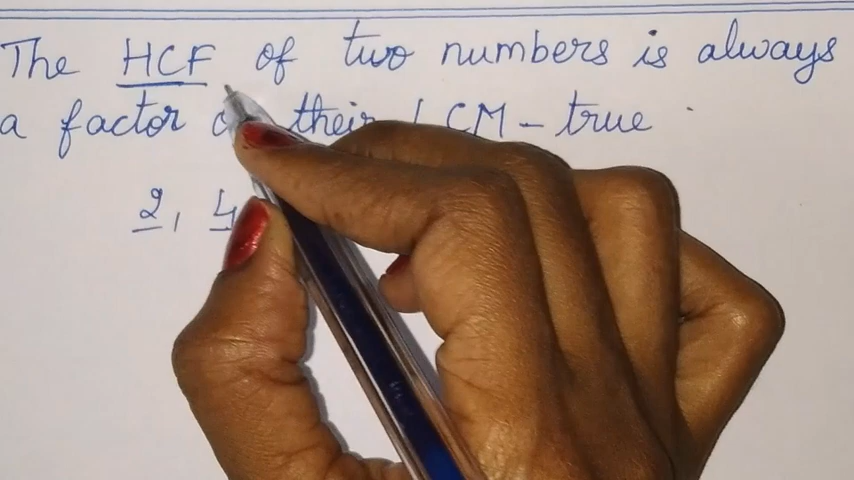 The HCF of two numbers is always
a factor their LCM - true
2, 4